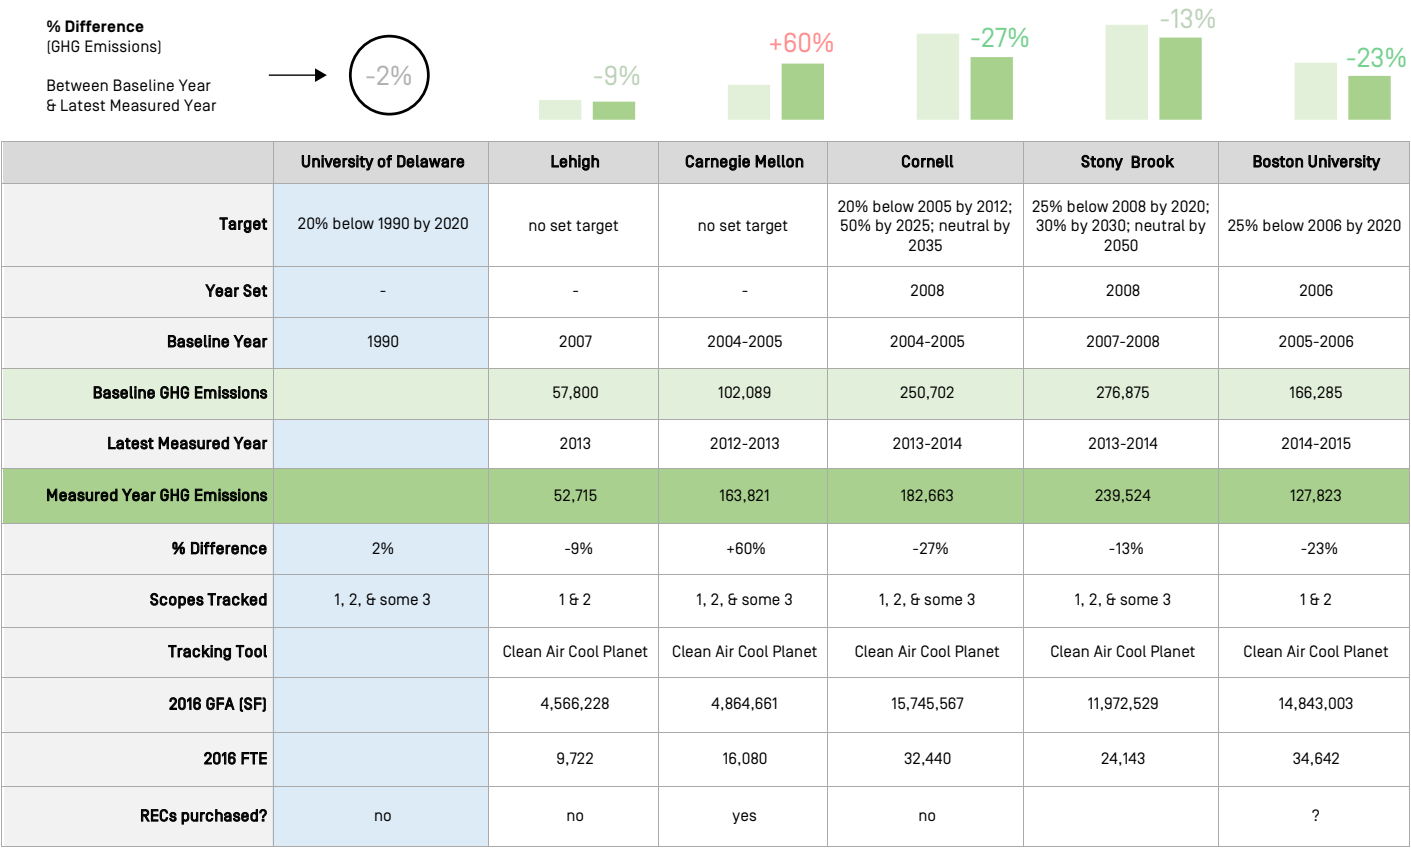 % Difference
(GHG Emissions)
Between Baseline Year
& Latest Measured Year
-2%
-9%
+60%
-27%
-13%
-23%
University of Delaware Lehigh Carnegie Mellon Cornell Stony Brook Boston University
Target 20% below 1990 by 2020 no set target no set target 20% below 2005 by 2012; 50% by 2025; neutral by 2035 25% below 2008 by 2020; 30% by 2030; neutral by 2050 25% below 2006 by 2020
Year Set - - - 2008 2008 2006
Baseline Year 1990 2007 2004-2005 2004-2005 2007-2008 2005-2006
Baseline GHG Emissions 57,800 102,089 250,702 276,875 166,285
Latest Measured Year 2013 2012-2013 2013-2014 2013-2014 2014-2015
Measured Year GHG Emissions 52,715 163,821 182,663 239,524 127,823
% Difference 2% -9% +60% -27% -13% -23%
Scopes Tracked 1, 2, & some 3 1 & 2 1, 2, & some 3 1, 2, & some 3 1, 2, & some 3 1 & 2
Tracking Tool Clean Air Cool Planet Clean Air Cool Planet Clean Air Cool Planet Clean Air Cool Planet Clean Air Cool Planet
2016 GFA (SF) 4,566,228 4,864,661 15,745,567 11,972,529 14,843,003
2016 FTE 9,722 16,080 32,440 24,143 34,642
RECs purchased? no no yes no ?